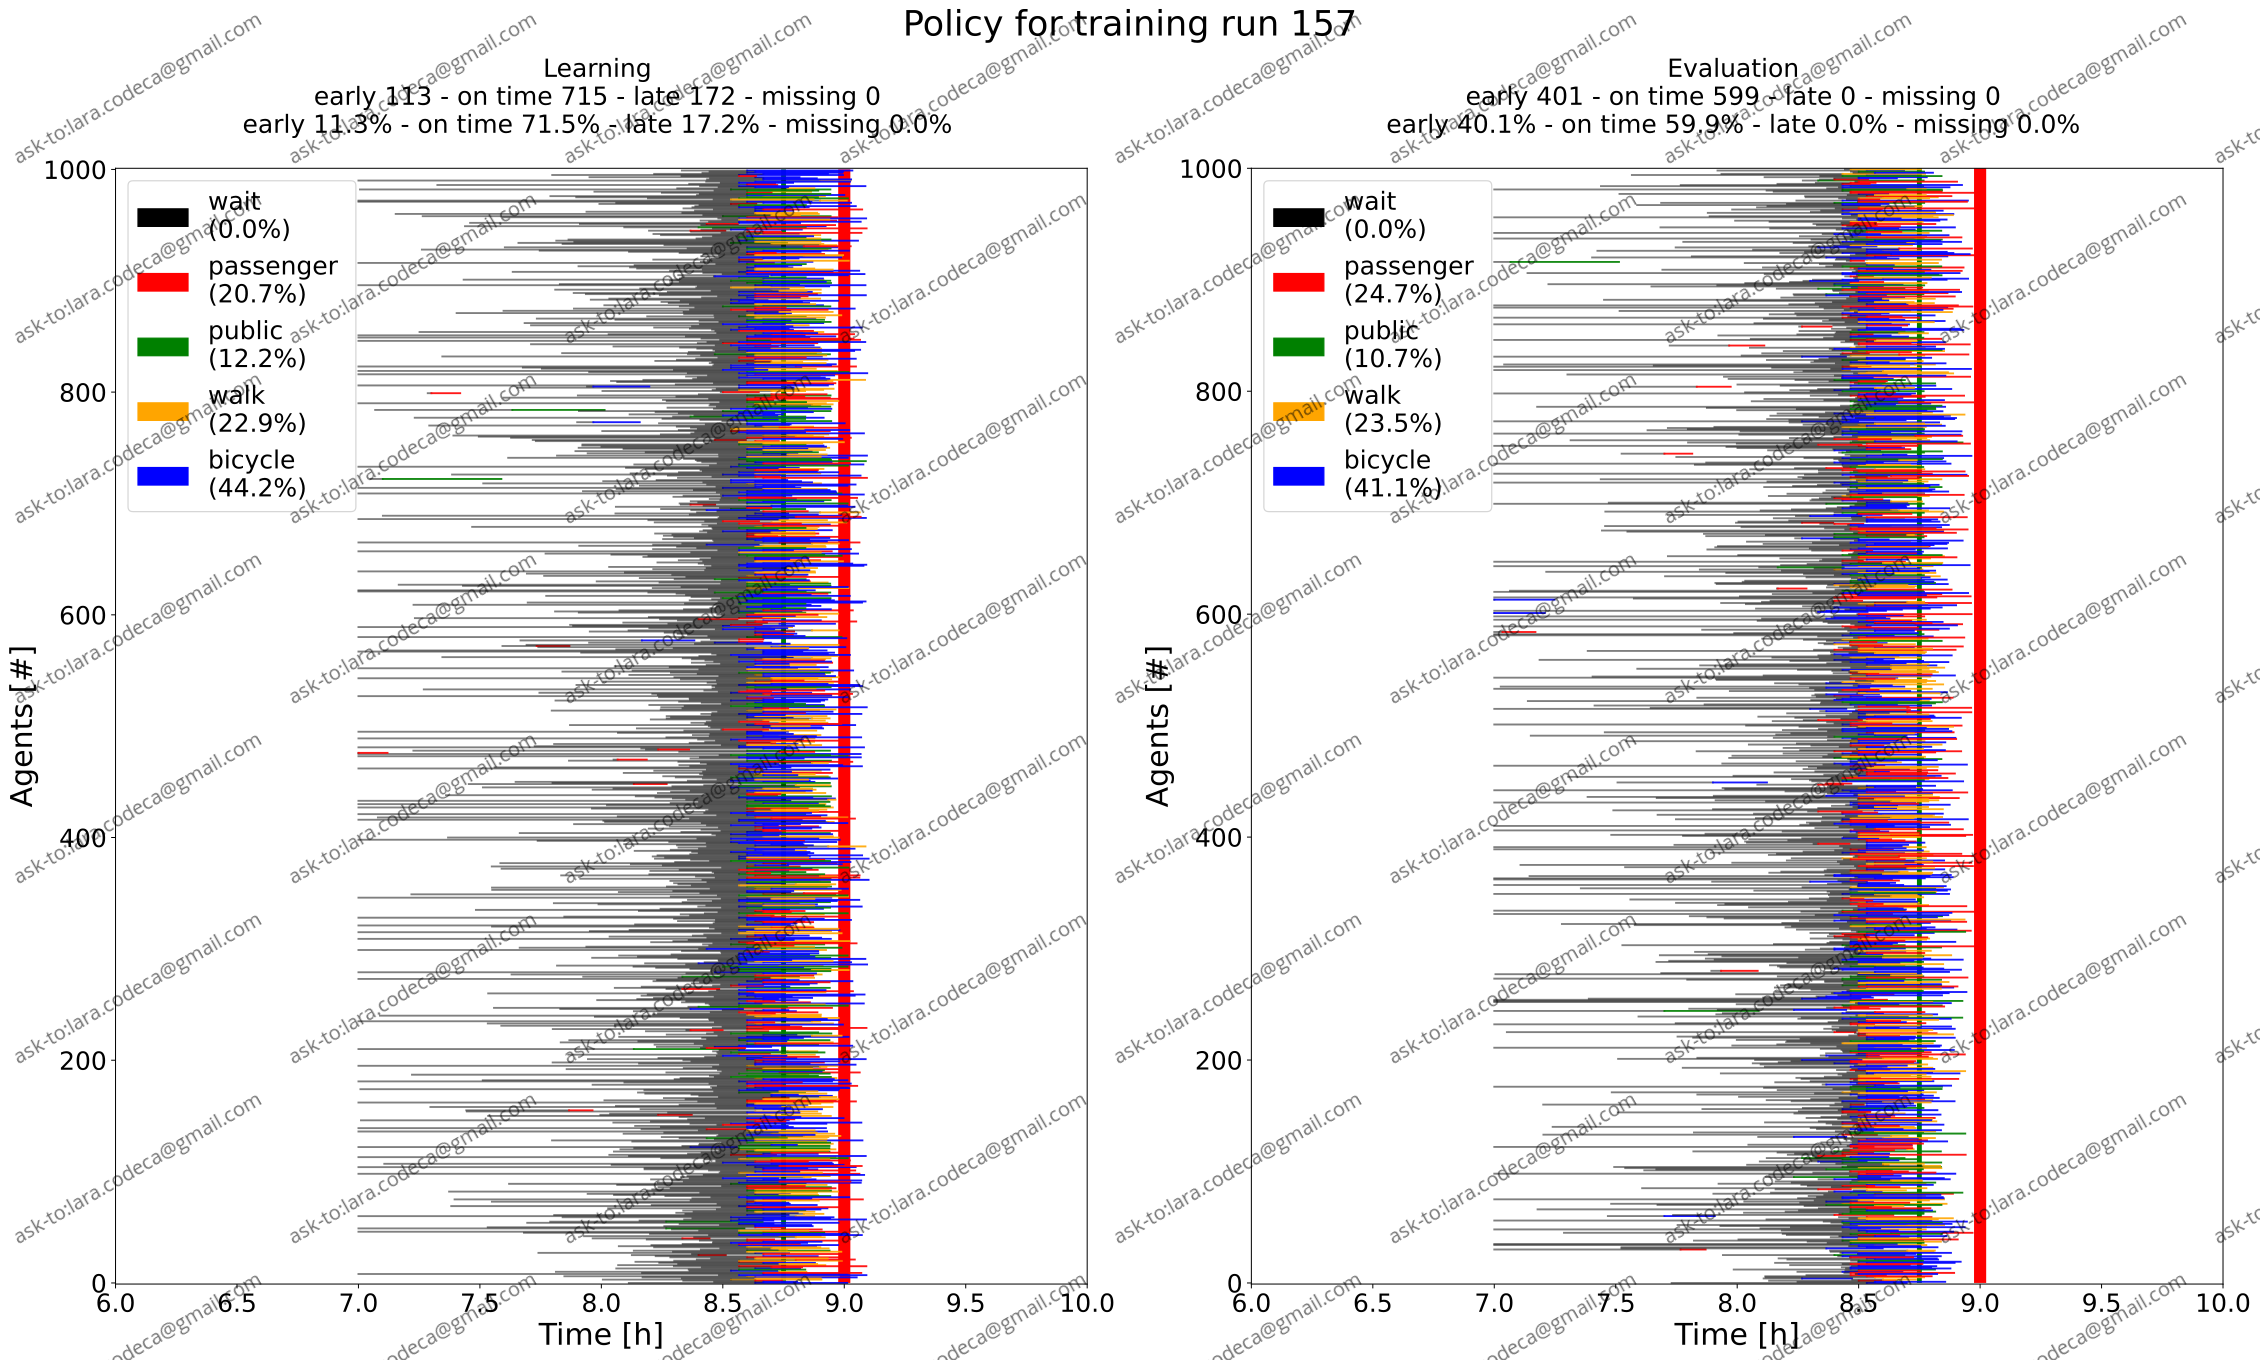 Policy for training run 157
Learning
early 113 - on time 715 - late 172 - missing 0
early 11.3% - on time 71.5% - late 17.2% - missing 0.0%
Agents [#]
1000
800
600
400
200
0
wait
(0.0%)
passenger
(20.7%)
public
(12.2%)
walk
(22.9%)
bicycle
(44.2%)
6.0 6.5 7.0 7.5 8.0 8.5 9.0 9.5 10.0
Time [h]
Evaluation
early 401 - on time 599 - late 0 - missing 0
early 40.1% - on time 59.9% - late 0.0% - missing 0.0%
Agents [#]
1000
800
600
400
200
0
wait
(0.0%)
passenger
(24.7%)
public
(10.7%)
walk
(23.5%)
bicycle
(41.1%)
6.0 6.5 7.0 7.5 8.0 8.5 9.0 9.5 10.0
Time [h]
ask-to:lara.codeca@gmail.com